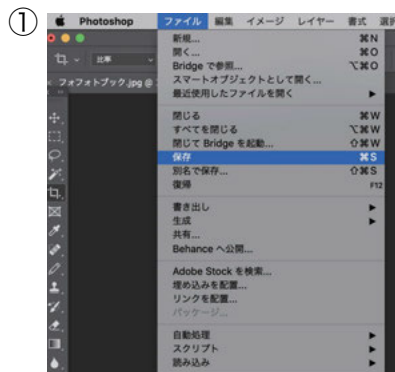 ①
Photoshop ファイル 編集 イメージ レイヤー 書式 選択
比率
フォフォトブック.jpg @
新規... ⌘N
開く... ⌘O
Bridge で参照... ⌥⌘O
スマートオブジェクトとして開く...
最近使用したファイルを開く ▶
閉じる ⌘W
すべてを閉じる ⌥⌘W
閉じて Bridge を起動... ⇧⌘W
保存 ⌘S
別名で保存... ⇧⌘S
復帰 F12
書き出し ▶
生成 ▶
共有...
Behance へ公開...
Adobe Stock を検索...
埋め込みを配置...
リンクを配置...
パッケージ...
自動処理 ▶
スクリプト ▶
読み込み ▶